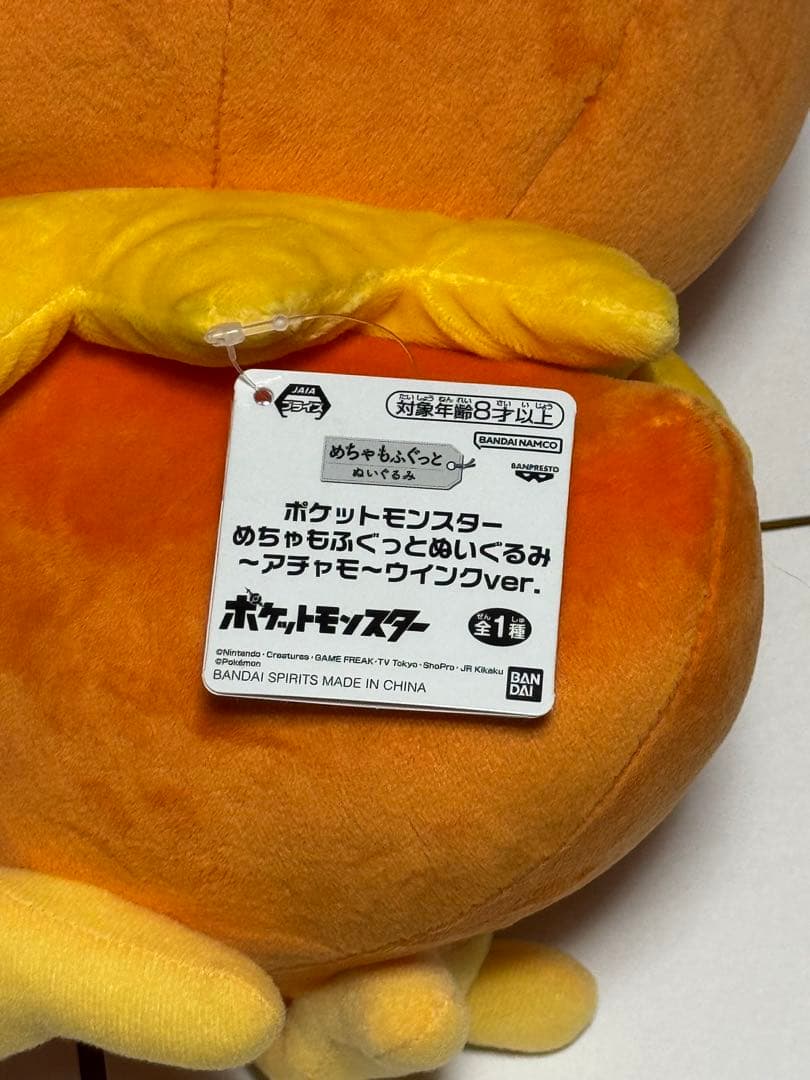 JAIA
プライズ
たいしょうねんれい さい いじょう
対象年齢8才以上
BANDAI NAMCO
めちゃもふぐっと
ぬいぐるみ
BANPRESTO
ポケットモンスター
めちゃもふぐっとぬいぐるみ
～アチャモ～ウインクver.
ポケットモンスター
ぜん しゅ
全1種
©Nintendo・Creatures・GAME FREAK・TV Tokyo・ShoPro・JR Kikaku
©Pokémon
BANDAI SPIRITS MADE IN CHINA
BAN
DAI